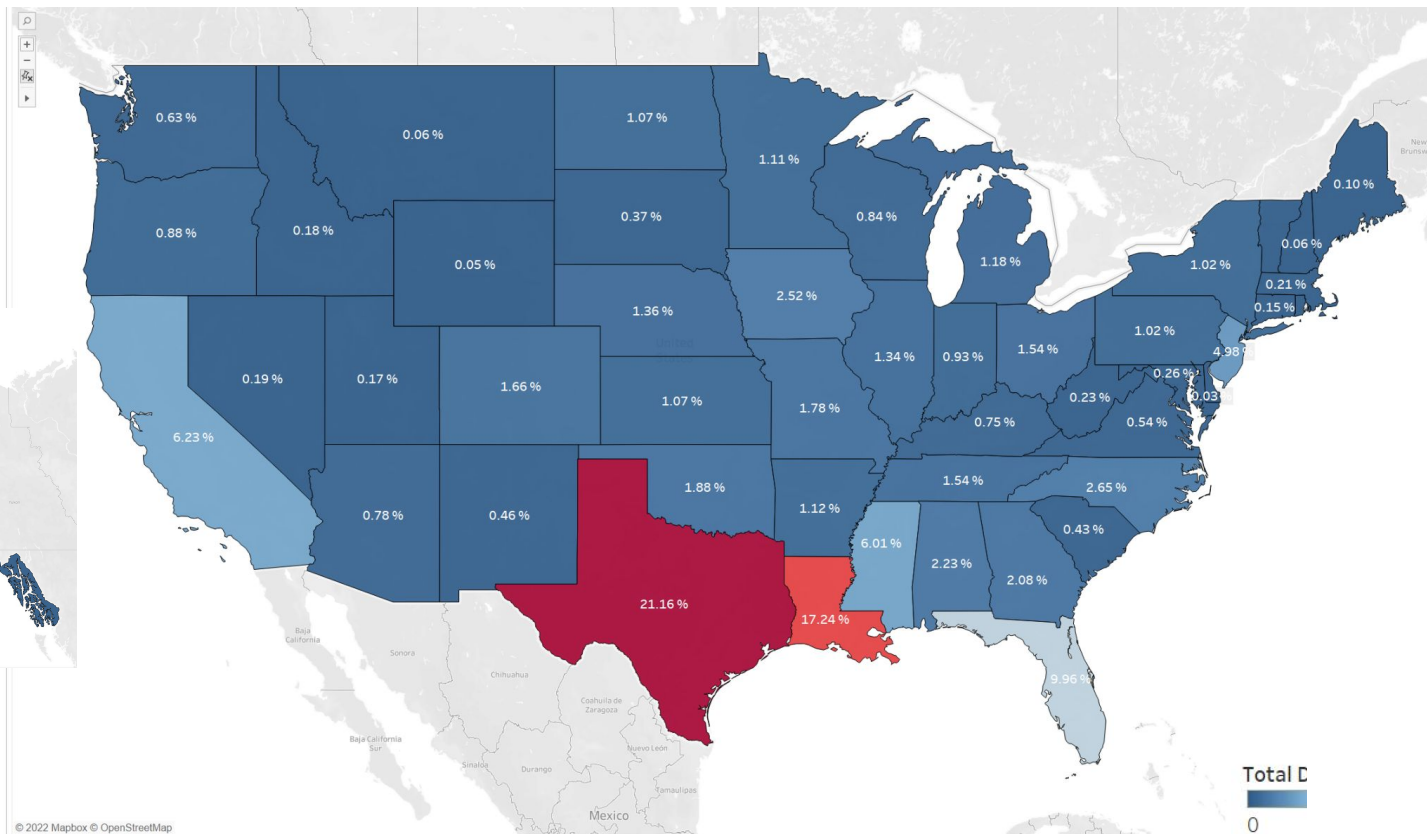 0.63 %
0.06 %
1.07 %
1.11 %
0.10 %
0.88 %
0.18 %
0.37 %
0.84 %
0.06 %
0.05 %
1.18 %
1.02 %
0.21 %
2.52 %
0.15 %
1.36 %
1.02 %
United
1.34 %
0.93 %
1.54 %
4.98
0.19 %
0.17 %
1.66 %
1.07 %
0.26 %
0.23 %
0.03
1.78 %
0.75 %
0.54 %
6.23 %
1.54 %
1.88 %
2.65 %
0.78 %
0.46 %
1.12 %
0.43 %
6.01 %
2.23 %
2.08 %
21.16 %
17.24 %
9.96 %
New
Brunsw
Baja
California
Sonora
Chihuahua
Coahuila de
Zaragoza
Baja California
Sur
Nuevo León
Sinaloa
Durango
Tamaulipas
Mexico
Total D
0
© 2022 Mapbox © OpenStreetMap